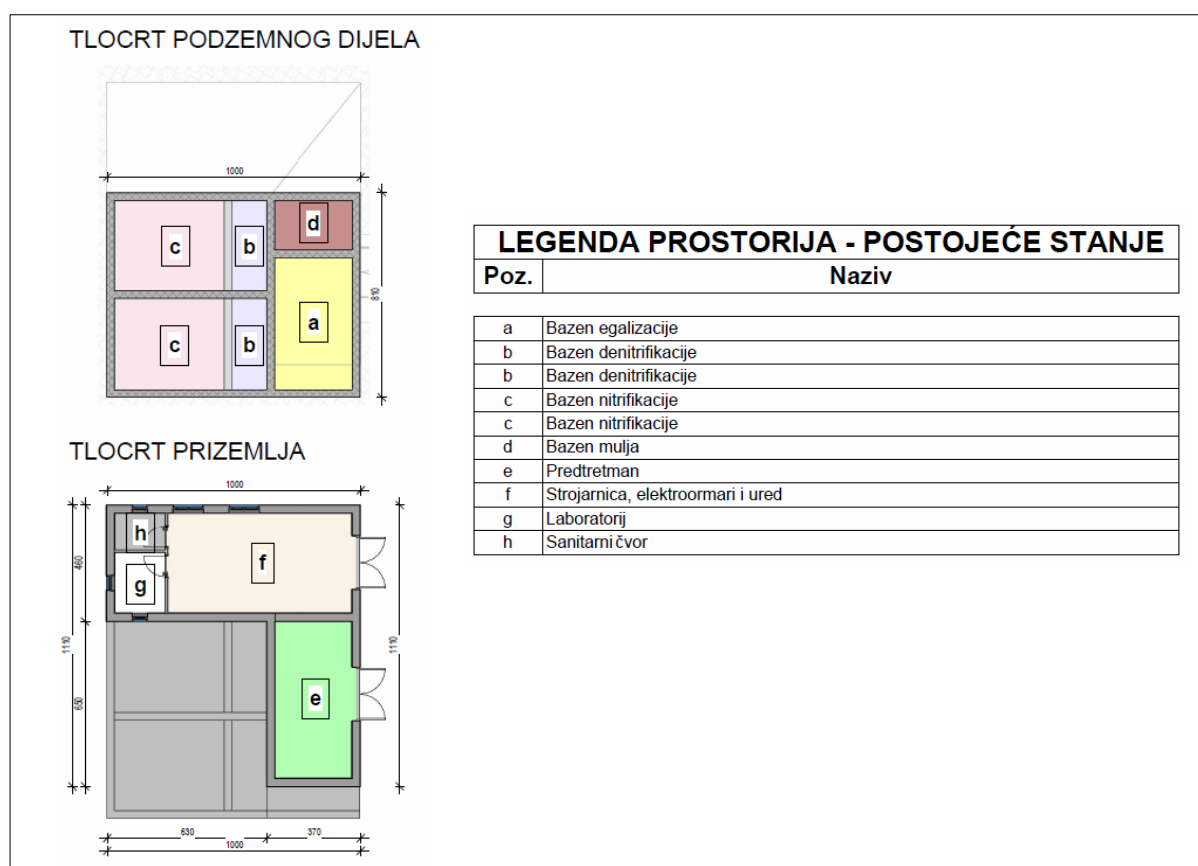 TLOCRT PODZEMNOG DIJELA
1000
d
c
b
810
a
c
b
TLOCRT PRIZEMLJA
1000
h
460
f
g
1110
1110
650
e
630
370
1000
LEGENDA PROSTORIJA - POSTOJEĆE STANJE
Poz. Naziv
a Bazen egalizacije
b Bazen denitrifikacije
b Bazen denitrifikacije
c Bazen nitrifikacije
c Bazen nitrifikacije
d Bazen mulja
e Predtretman
f Strojarnica, elektroormari i ured
g Laboratorij
h Sanitarni čvor